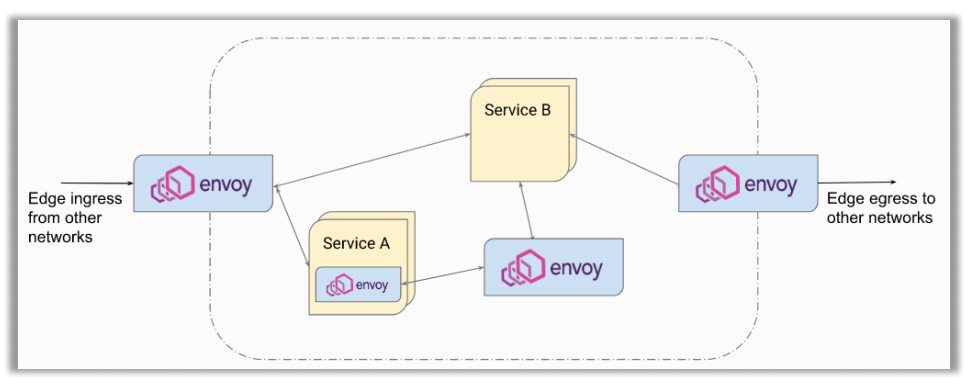 Service B
envoy
Edge ingress
from other
networks
envoy
Edge egress to
other networks
Service A
envoy
envoy